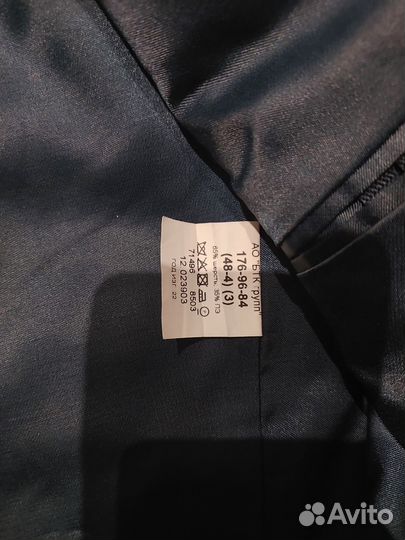 АО "БТК групп"
176-96-84
(48-4) (3)
65% шерсть, 35% ПЭ
71496 8503
12 023903
год изг. 22
Avito